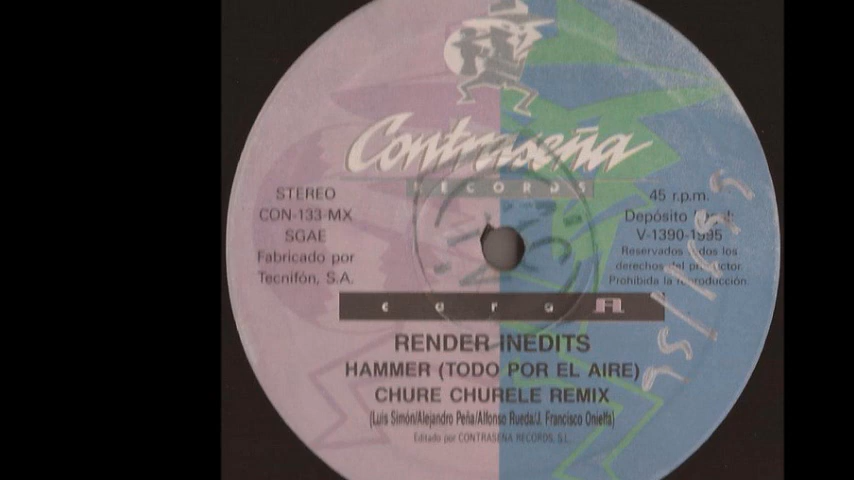 Contraseña
RECORDS
STEREO
CON-133-MX
SGAE
Fabricado por
Tecnifón, S.A.
45 r.p.m.
Depósito
V-1390-1995
Reservados todos los
derechos del productor.
Prohibida la reproducción
cara A
RENDER INEDITS
HAMMER (TODO POR EL AIRE)
CHURE CHURELE REMIX
(Luis Simón/Alejandro Peña/Alfonso Rueda/J. Francisco Onielfa)
Editado por CONTRASEÑA RECORDS, S.L.